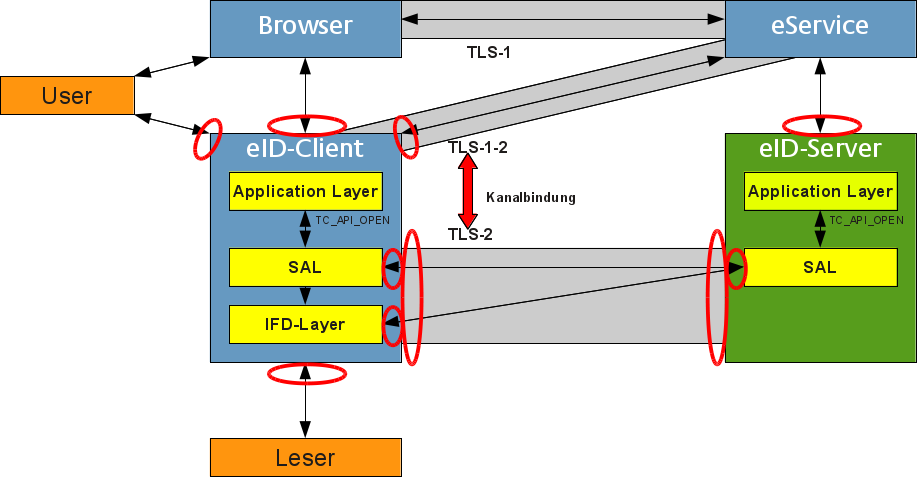 Browser
eService
TLS-1
User
eID-Client
TLS-1-2
eID-Server
Application Layer
Kanalbindung
Application Layer
TC_API_OPEN
TC_API_OPEN
TLS-2
SAL
SAL
IFD-Layer
Leser